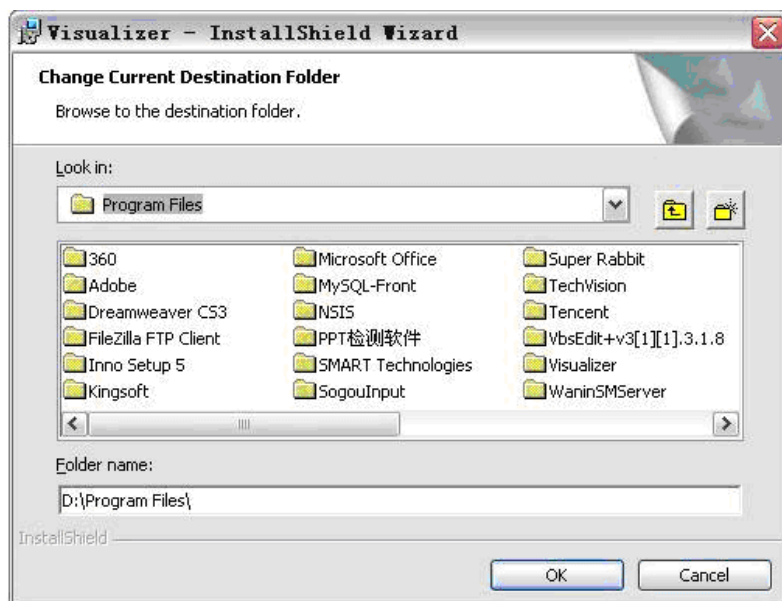 Visualizer - InstallShield Wizard
Change Current Destination Folder
Browse to the destination folder.
Look in:
Program Files
360
Adobe
Dreamweaver CS3
FileZilla FTP Client
Inno Setup 5
Kingsoft
Microsoft Office
MySQL-Front
NSIS
PPT检测软件
SMART Technologies
SogouInput
Super Rabbit
TechVision
Tencent
VbsEdit+v3[1][1].3.1.8
Visualizer
WaninSMServer
Folder name:
D:\Program Files\
InstallShield
OK
Cancel